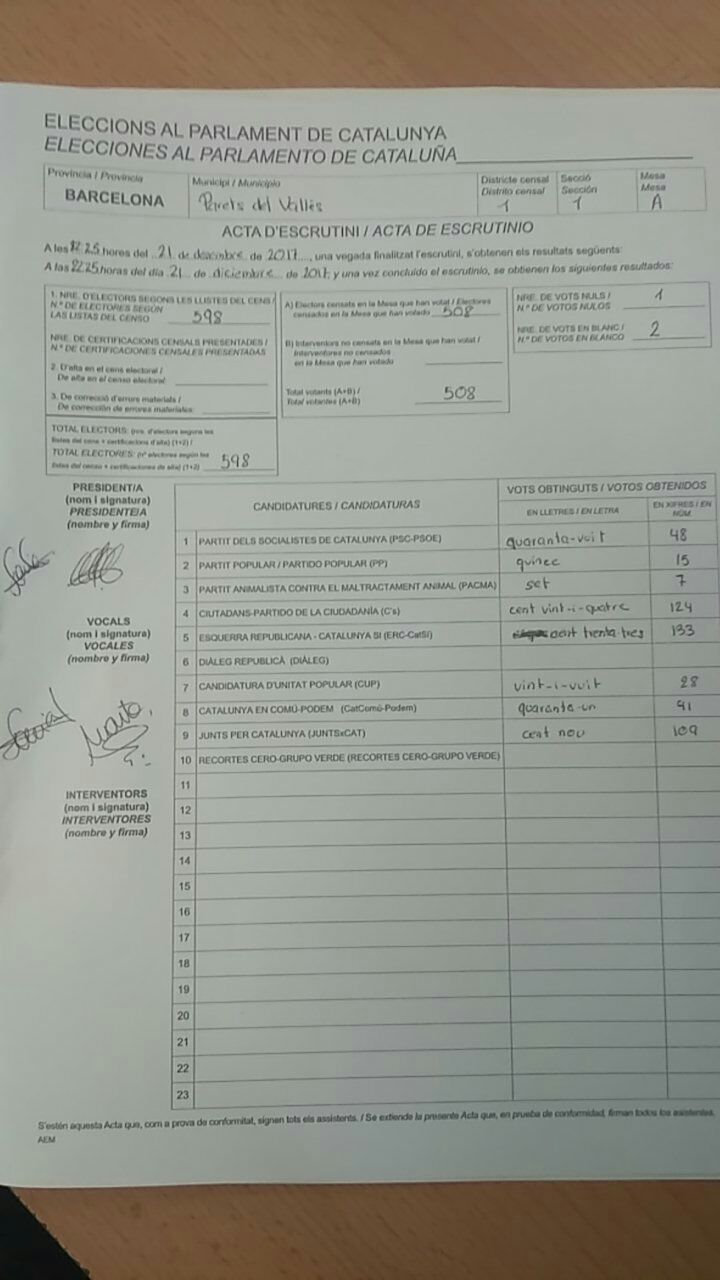 ELECCIONS AL PARLAMENT DE CATALUNYA
ELECCIONES AL PARLAMENTO DE CATALUÑA
Província / Provincia
BARCELONA
Municipi / Municipio
Parets del Vallès
Districte censal
Distrito censal
1
Secció
Sección
1
Mesa
Mesa
A
ACTA D'ESCRUTINI / ACTA DE ESCRUTINIO
A les 22.25 hores del 21 de desembre de 2017, una vegada finalitzat l'escrutini, s'obtenen els resultats següents:
A las 22.25 horas del día 21 de diciembre de 2017, y una vez concluido el escrutinio, se obtienen los siguientes resultados:
1. NRE. D'ELECTORS SEGONS LES LLISTES DEL CENS /
N.º DE ELECTORES SEGÚN
LAS LISTAS DEL CENSO 598
NRE. DE CERTIFICACIONS CENSALS PRESENTADES /
N.º DE CERTIFICACIONES CENSALES PRESENTADAS
2. D'alta en el cens electoral /
De alta en el censo electoral:
3. De correcció d'errors materials /
De corrección de errores materiales:
TOTAL ELECTORS: (nre. d'electors segons les
llistes del cens + certificacions d'alta) (1+2) /
TOTAL ELECTORES: (nº electores según las
listas del censo + certificaciones de alta) (1+2) 598
A) Electors censats en la Mesa que han votat / Electores
censados en la Mesa que han votado 508
B) Interventors no censats en la Mesa que han votat /
Interventores no censados
en la Mesa que han votado
Total votants (A+B) /
Total votantes (A+B) 508
NRE. DE VOTS NULS /
N.º DE VOTOS NULOS 1
NRE. DE VOTS EN BLANC /
N.º DE VOTOS EN BLANCO 2
PRESIDENT/A
(nom i signatura)
PRESIDENTE/A
(nombre y firma)
VOCALS
(nom i signatura)
VOCALES
(nombre y firma)
Marta
INTERVENTORS
(nom i signatura)
INTERVENTORES
(nombre y firma)
CANDIDATURES / CANDIDATURAS
VOTS OBTINGUTS / VOTOS OBTENIDOS
EN LLETRES / EN LETRA
EN XIFRES / EN NÚM.
1 PARTIT DELS SOCIALISTES DE CATALUNYA (PSC-PSOE) quaranta-vuit 48
2 PARTIT POPULAR / PARTIDO POPULAR (PP) quinze 15
3 PARTIT ANIMALISTA CONTRA EL MALTRACTAMENT ANIMAL (PACMA) set 7
4 CIUTADANS-PARTIDO DE LA CIUDADANÍA (C's) cent vint-i-quatre 124
5 ESQUERRA REPUBLICANA - CATALUNYA SÍ (ERC-CatSí) cent trenta-tres 133
6 DIÀLEG REPUBLICÀ (DIÀLEG)
7 CANDIDATURA D'UNITAT POPULAR (CUP) vint-i-vuit 28
8 CATALUNYA EN COMÚ-PODEM (CatComú-Podem) quaranta-un 41
9 JUNTS PER CATALUNYA (JUNTSxCAT) cent nou 109
10 RECORTES CERO-GRUPO VERDE (RECORTES CERO-GRUPO VERDE)
11
12
13
14
15
16
17
18
19
20
21
22
23
S'estén aquesta Acta que, com a prova de conformitat, signen tots els assistents. / Se extiende la presente Acta que, en prueba de conformidad, firman todos los asistentes.
AEM